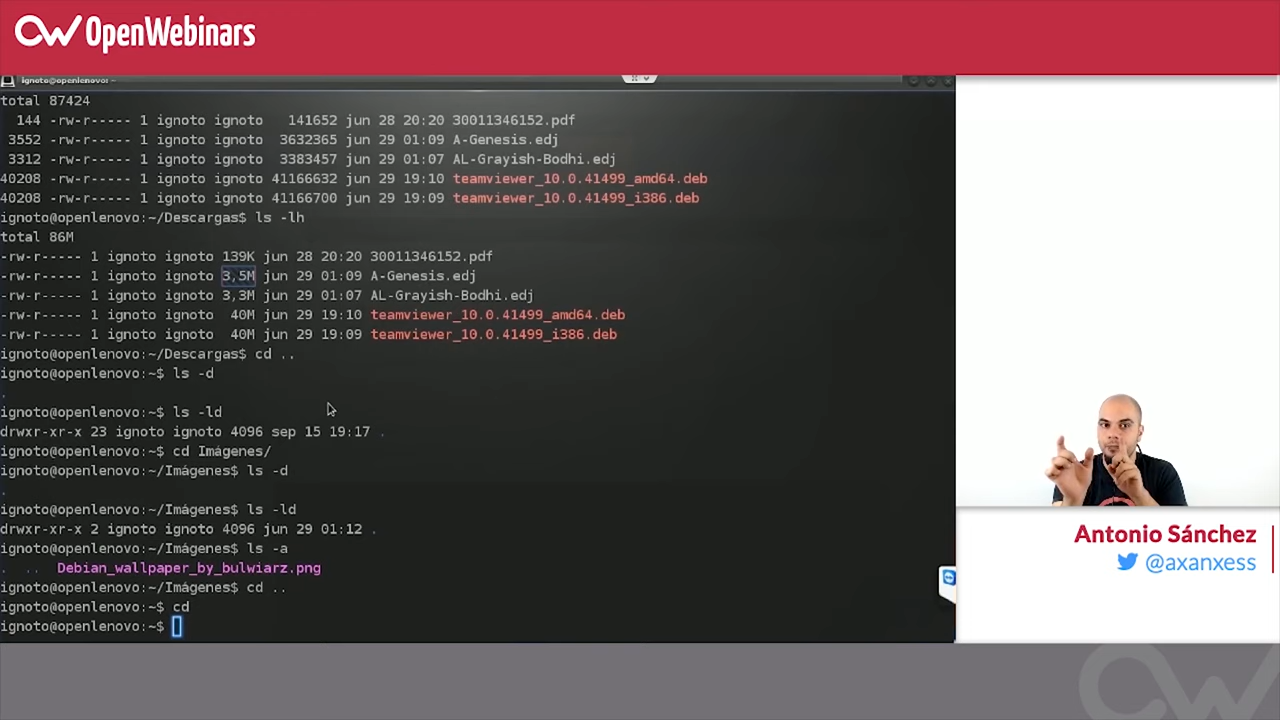 OpenWebinars
ignoto@openlenovo: ~
total 87424
144 -rw-r----- 1 ignoto ignoto 141652 jun 28 20:20 30011346152.pdf
3552 -rw-r----- 1 ignoto ignoto 3632365 jun 29 01:09 A-Genesis.edj
3312 -rw-r----- 1 ignoto ignoto 3383457 jun 29 01:07 AL-Grayish-Bodhi.edj
40208 -rw-r----- 1 ignoto ignoto 41166632 jun 29 19:10 teamviewer_10.0.41499_amd64.deb
40208 -rw-r----- 1 ignoto ignoto 41166700 jun 29 19:09 teamviewer_10.0.41499_i386.deb
ignoto@openlenovo:~/Descargas$ ls -lh
total 86M
-rw-r----- 1 ignoto ignoto 139K jun 28 20:20 30011346152.pdf
-rw-r----- 1 ignoto ignoto 3,5M jun 29 01:09 A-Genesis.edj
-rw-r----- 1 ignoto ignoto 3,3M jun 29 01:07 AL-Grayish-Bodhi.edj
-rw-r----- 1 ignoto ignoto 40M jun 29 19:10 teamviewer_10.0.41499_amd64.deb
-rw-r----- 1 ignoto ignoto 40M jun 29 19:09 teamviewer_10.0.41499_i386.deb
ignoto@openlenovo:~/Descargas$ cd ..
ignoto@openlenovo:~$ ls -d
.
ignoto@openlenovo:~$ ls -ld
drwxr-xr-x 23 ignoto ignoto 4096 sep 15 19:17 .
ignoto@openlenovo:~$ cd Imágenes/
ignoto@openlenovo:~/Imágenes$ ls -d
.
ignoto@openlenovo:~/Imágenes$ ls -ld
drwxr-xr-x 2 ignoto ignoto 4096 jun 29 01:12 .
ignoto@openlenovo:~/Imágenes$ ls -a
. .. Debian_wallpaper_by_bulwiarz.png
ignoto@openlenovo:~/Imágenes$ cd ..
ignoto@openlenovo:~$ cd
ignoto@openlenovo:~$
Antonio Sánchez
@axanxess